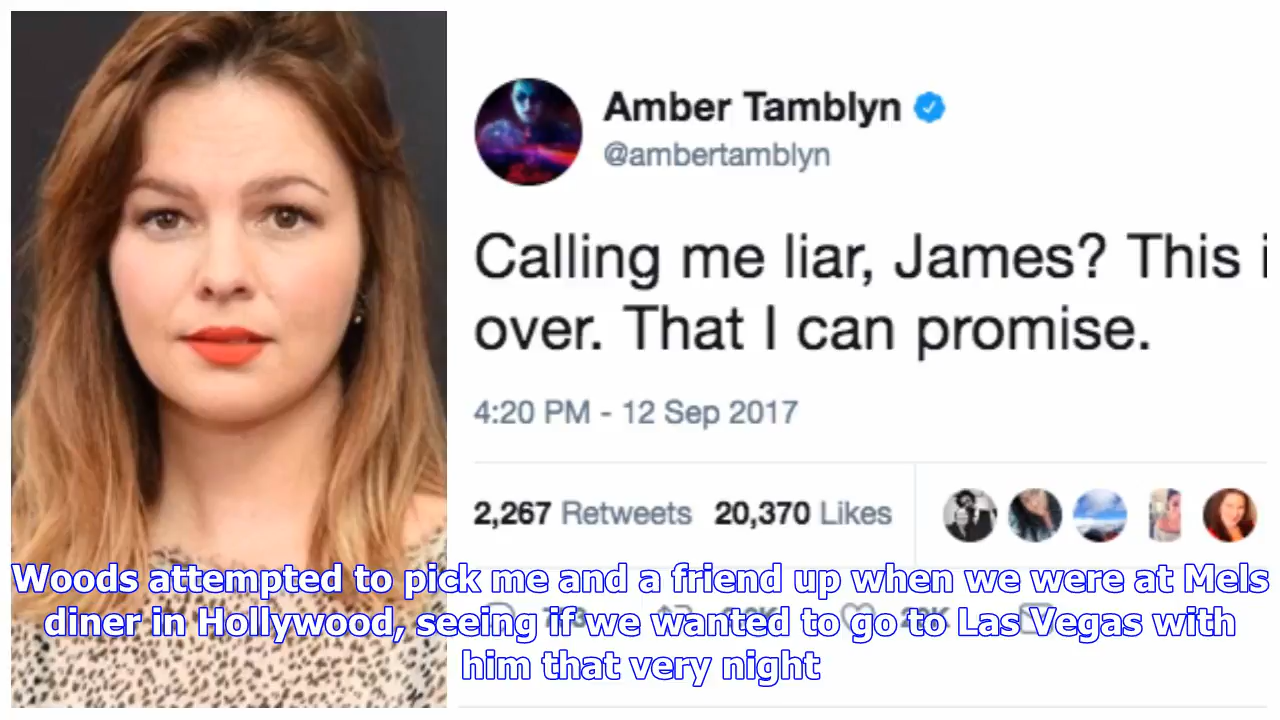 Amber Tamblyn
@ambertamblyn
Calling me liar, James? This i
over. That I can promise.
4:20 PM - 12 Sep 2017
2,267 Retweets 20,370 Likes
Woods attempted to pick me and a friend up when we were at Mels
diner in Hollywood, seeing if we wanted to go to Las Vegas with
him that very night